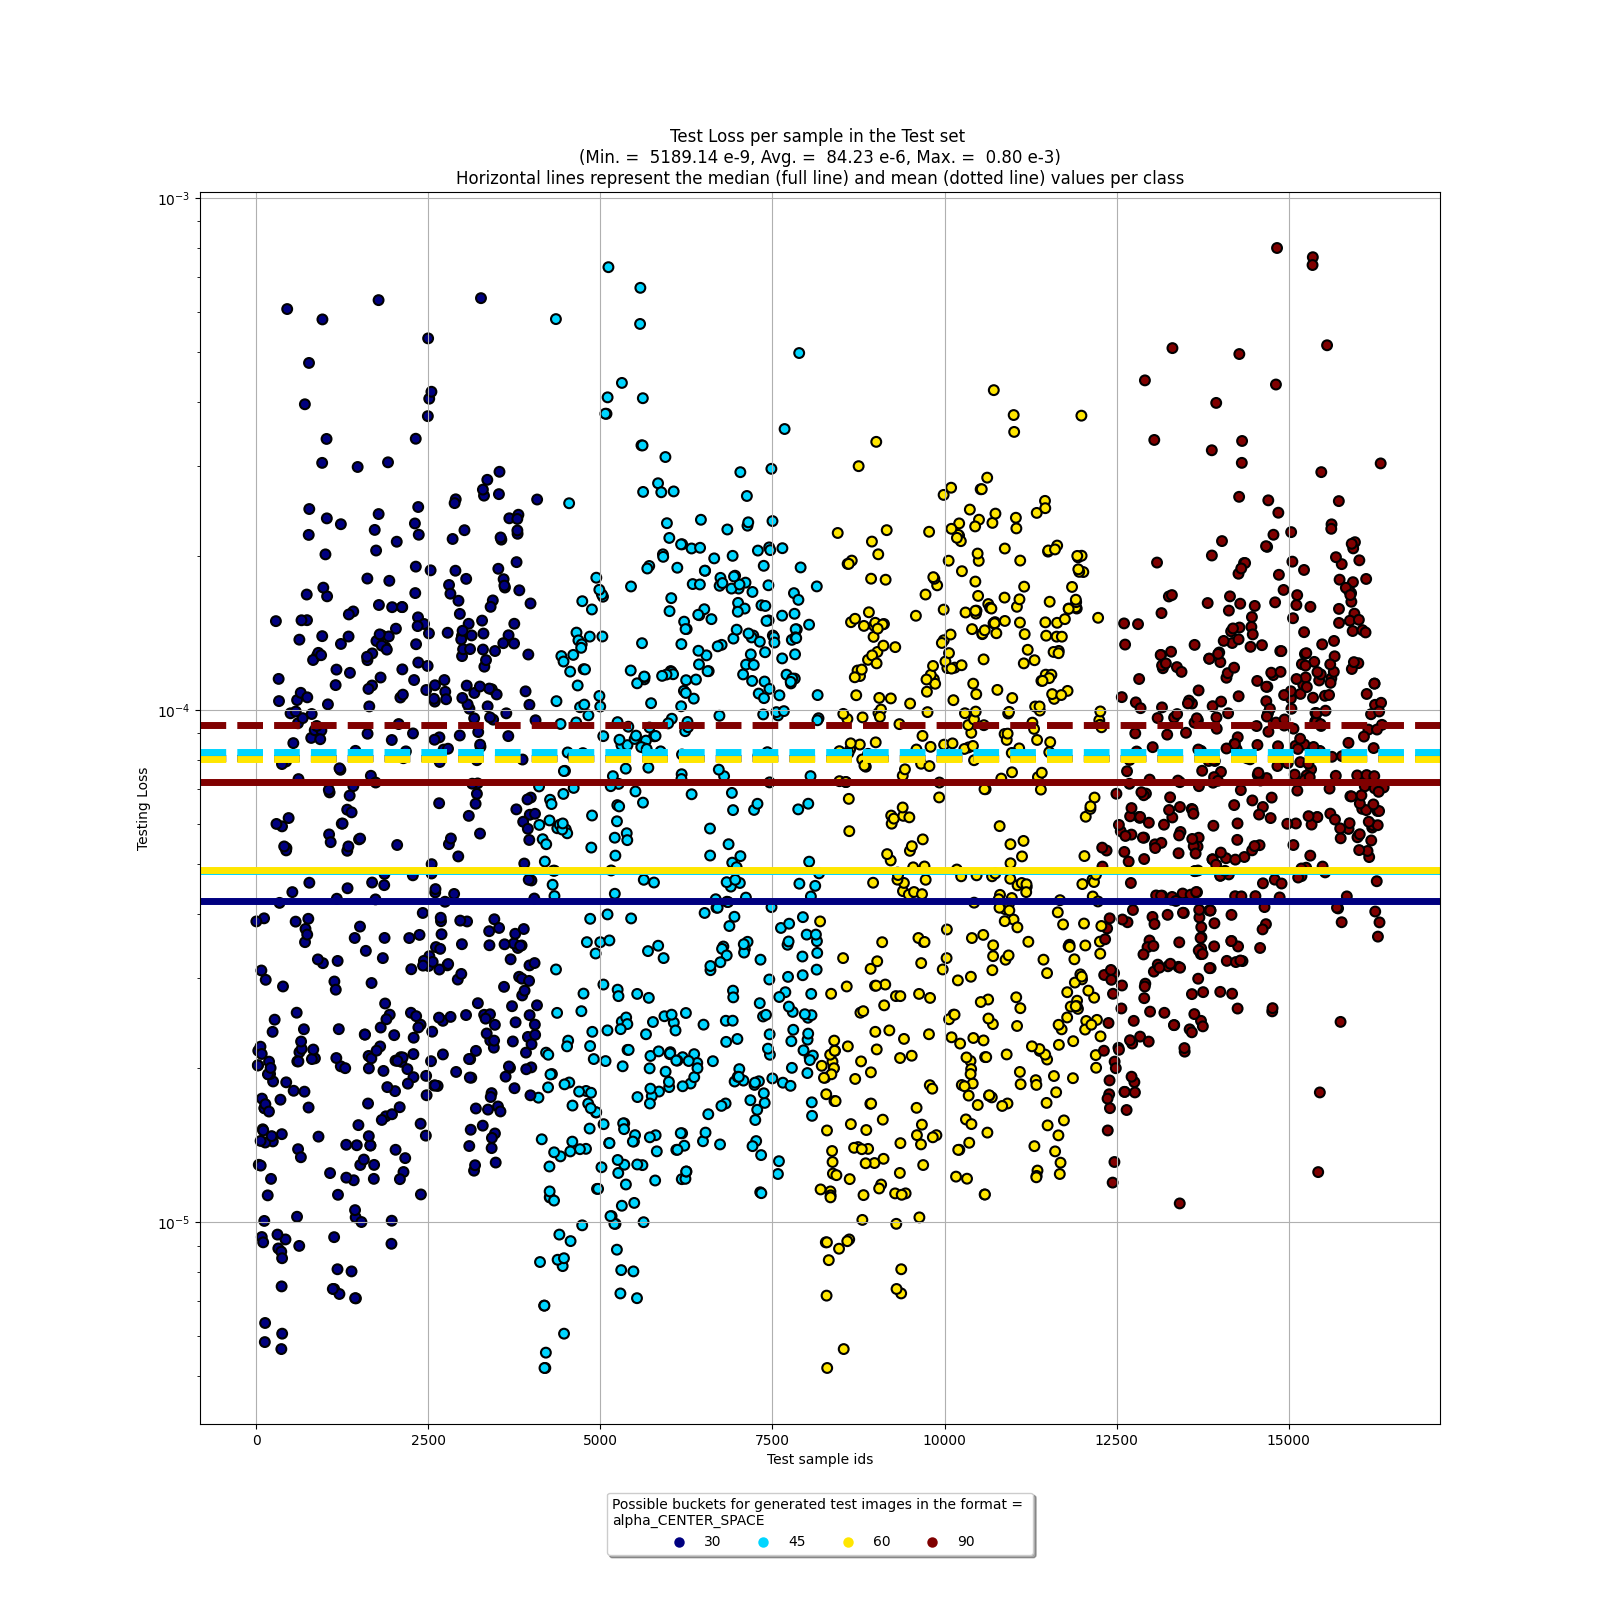 Test Loss per sample in the Test set
(Min. = 5189.14 e-9, Avg. = 84.23 e-6, Max. = 0.80 e-3)
Horizontal lines represent the median (full line) and mean (dotted line) values per class
10⁻³
10⁻⁴
10⁻⁵
Testing Loss
0 2500 5000 7500 10000 12500 15000
Test sample ids
Possible buckets for generated test images in the format =
alpha_CENTER_SPACE
30 45 60 90